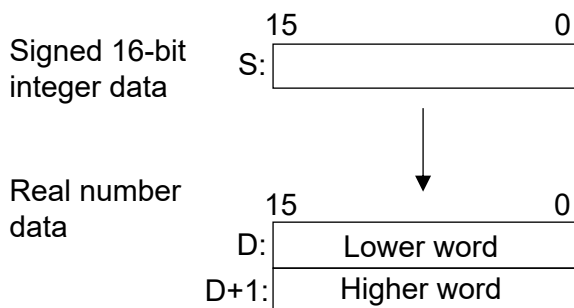 15 0
Signed 16-bit
integer data
S:
Real number
data
15 0
D: Lower word
D+1: Higher word